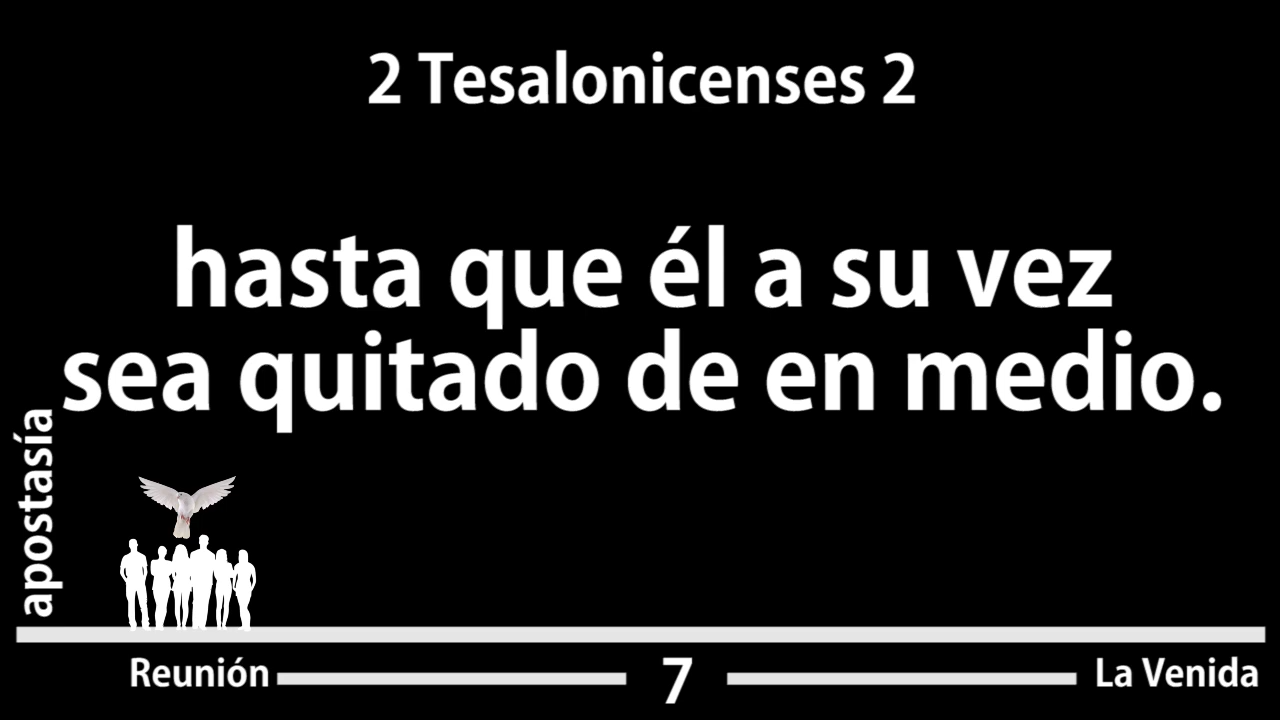 2 Tesalonicenses 2
hasta que él a su vez
sea quitado de en medio.
apostasía
Reunión
7
La Venida